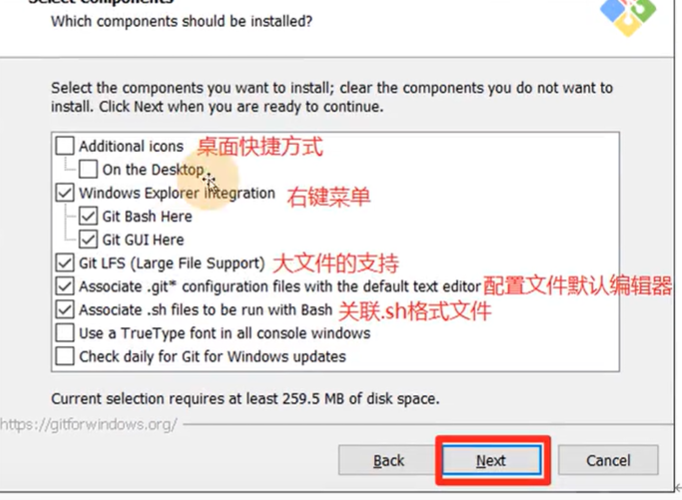 Select Components
Which components should be installed?
Select the components you want to install; clear the components you do not want to
install. Click Next when you are ready to continue.
Additional icons 桌面快捷方式
On the Desktop
Windows Explorer integration 右键菜单
Git Bash Here
Git GUI Here
Git LFS (Large File Support) 大文件的支持
Associate .git* configuration files with the default text editor 配置文件默认编辑器
Associate .sh files to be run with Bash 关联.sh格式文件
Use a TrueType font in all console windows
Check daily for Git for Windows updates
Current selection requires at least 259.5 MB of disk space.
https://gitforwindows.org/
Back Next Cancel